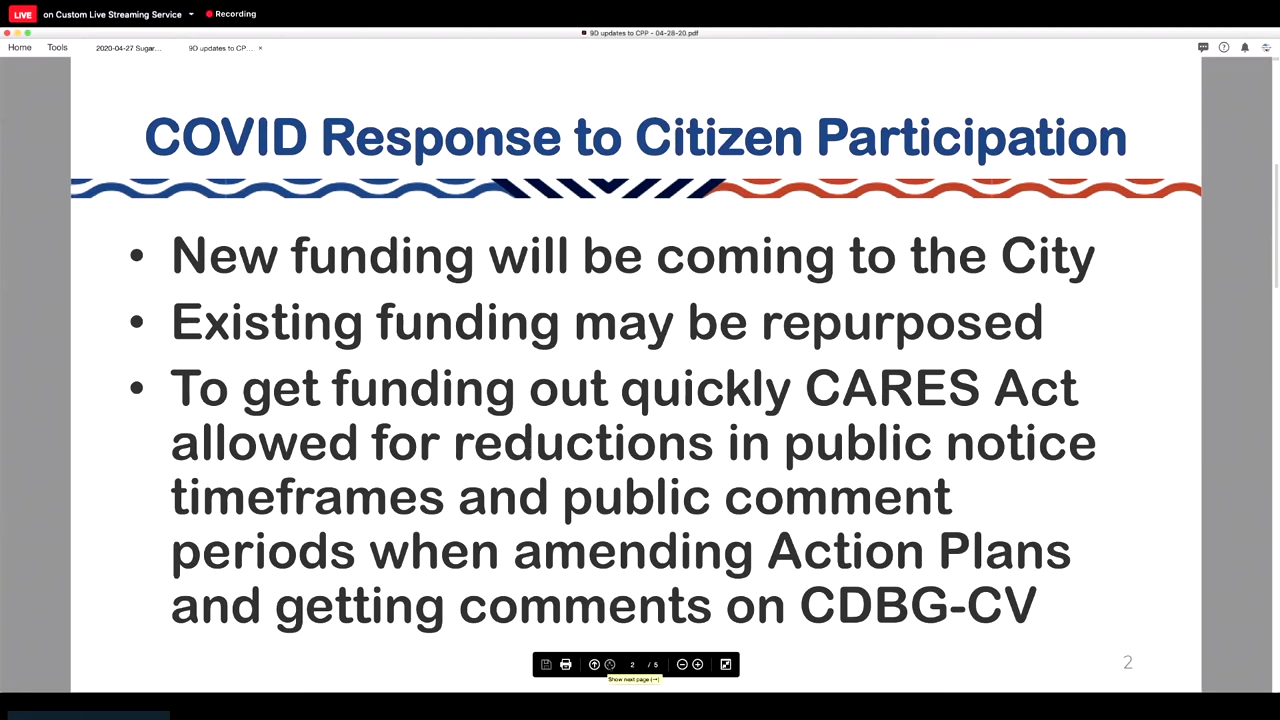 LIVE on Custom Live Streaming Service Recording
9D updates to CPP - 04-28-20.pdf
Home Tools 2020-04-27 Sugar... 9D updates to CP... ×
COVID Response to Citizen Participation
• New funding will be coming to the City
• Existing funding may be repurposed
• To get funding out quickly CARES Act
allowed for reductions in public notice
timeframes and public comment
periods when amending Action Plans
and getting comments on CDBG-CV
2 / 5
2
Show next page (→)